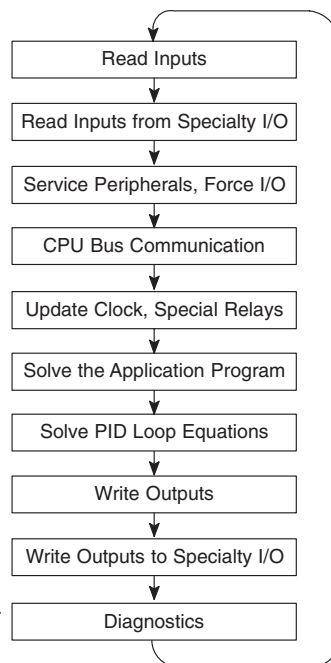 Read Inputs
Read Inputs from Specialty I/O
Service Peripherals, Force I/O
CPU Bus Communication
Update Clock, Special Relays
Solve the Application Program
Solve PID Loop Equations
Write Outputs
Write Outputs to Specialty I/O
Diagnostics